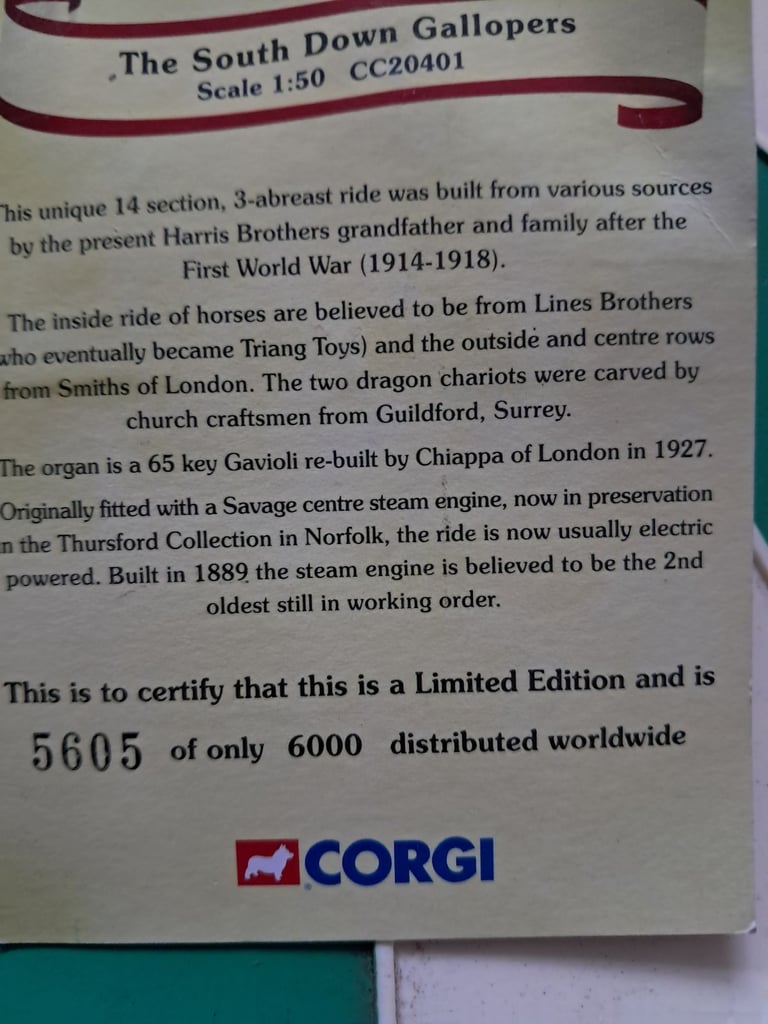 The South Down Gallopers
Scale 1:50 CC20401
This unique 14 section, 3-abreast ride was built from various sources
by the present Harris Brothers grandfather and family after the
First World War (1914-1918).
The inside ride of horses are believed to be from Lines Brothers
who eventually became Triang Toys) and the outside and centre rows
from Smiths of London. The two dragon chariots were carved by
church craftsmen from Guildford, Surrey.
The organ is a 65 key Gavioli re-built by Chiappa of London in 1927.
Originally fitted with a Savage centre steam engine, now in preservation
in the Thursford Collection in Norfolk, the ride is now usually electric
powered. Built in 1889 the steam engine is believed to be the 2nd
oldest still in working order.
This is to certify that this is a Limited Edition and is
5605 of only 6000 distributed worldwide
CORGI